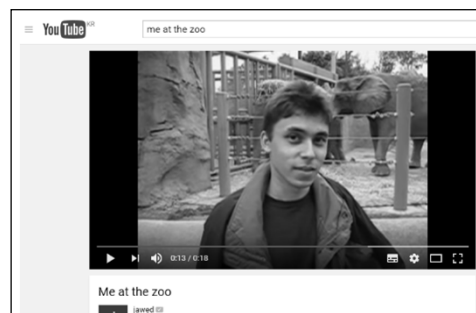 YouTube KR
me at the zoo
0:13 / 0:18
Me at the zoo
jawed